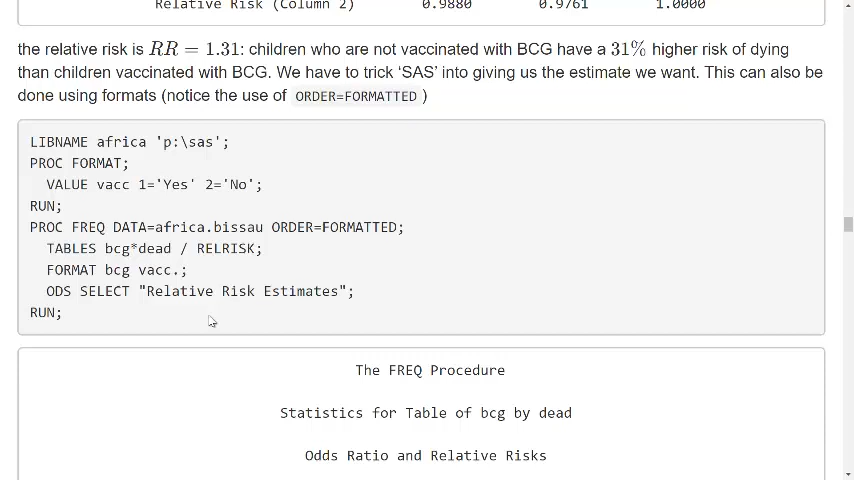 Relative Risk (Column 2) 0.9880 0.9761 1.0000
the relative risk is RR = 1.31: children who are not vaccinated with BCG have a 31% higher risk of dying
than children vaccinated with BCG. We have to trick ‘SAS’ into giving us the estimate we want. This can also be
done using formats (notice the use of ORDER=FORMATTED )
LIBNAME africa 'p:\sas';
PROC FORMAT;
VALUE vacc 1='Yes' 2='No';
RUN;
PROC FREQ DATA=africa.bissau ORDER=FORMATTED;
TABLES bcg*dead / RELRISK;
FORMAT bcg vacc.;
ODS SELECT "Relative Risk Estimates";
RUN;
The FREQ Procedure
Statistics for Table of bcg by dead
Odds Ratio and Relative Risks